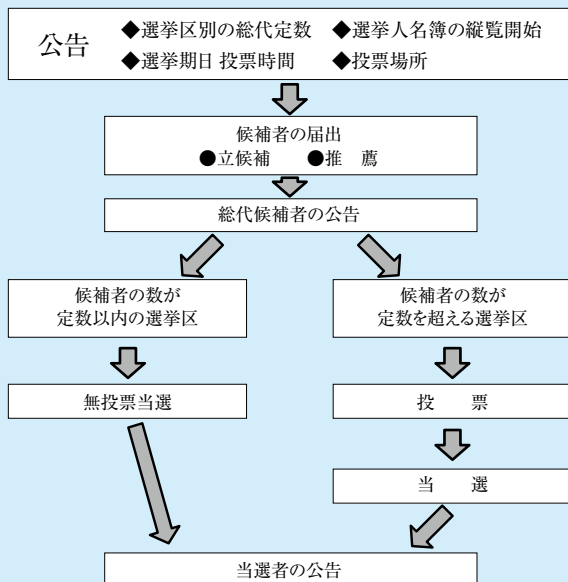 公告
◆選挙区別の総代定数 ◆選挙人名簿の縦覧開始
◆選挙期日 投票時間 ◆投票場所
候補者の届出
●立候補 ●推 薦
総代候補者の公告
候補者の数が
定数以内の選挙区
候補者の数が
定数を超える選挙区
無投票当選
投 票
当 選
当選者の公告